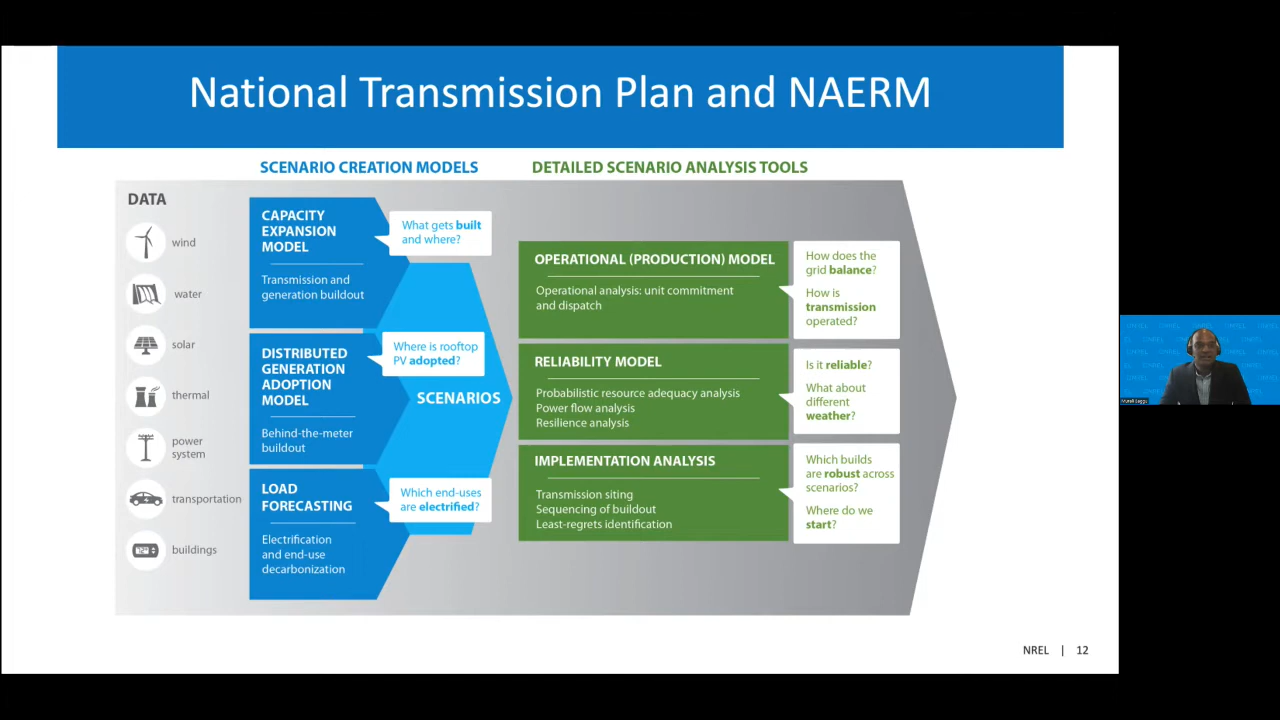 National Transmission Plan and NAERM
SCENARIO CREATION MODELS
DETAILED SCENARIO ANALYSIS TOOLS
DATA
wind
water
solar
thermal
power
system
transportation
buildings
CAPACITY
EXPANSION
MODEL
Transmission and
generation buildout
What gets built
and where?
DISTRIBUTED
GENERATION
ADOPTION
MODEL
Behind-the-meter
buildout
Where is rooftop
PV adopted?
LOAD
FORECASTING
Electrification
and end-use
decarbonization
Which end-uses
are electrified?
SCENARIOS
OPERATIONAL (PRODUCTION) MODEL
Operational analysis: unit commitment
and dispatch
How does the
grid balance?
How is
transmission
operated?
RELIABILITY MODEL
Probabilistic resource adequacy analysis
Power flow analysis
Resilience analysis
Is it reliable?
What about
different
weather?
IMPLEMENTATION ANALYSIS
Transmission siting
Sequencing of buildout
Least-regrets identification
Which builds
are robust across
scenarios?
Where do we
start?
NREL | 12